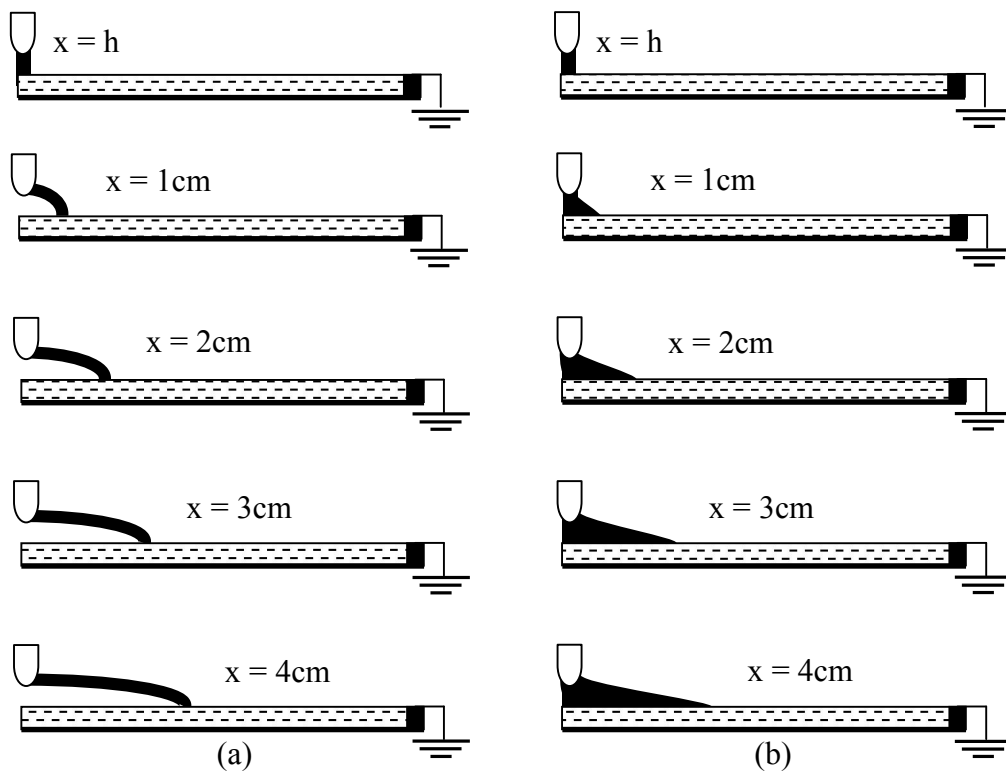 x = h
x = h
x = 1cm
x = 1cm
x = 2cm
x = 2cm
x = 3cm
x = 3cm
x = 4cm
x = 4cm
(a)
(b)